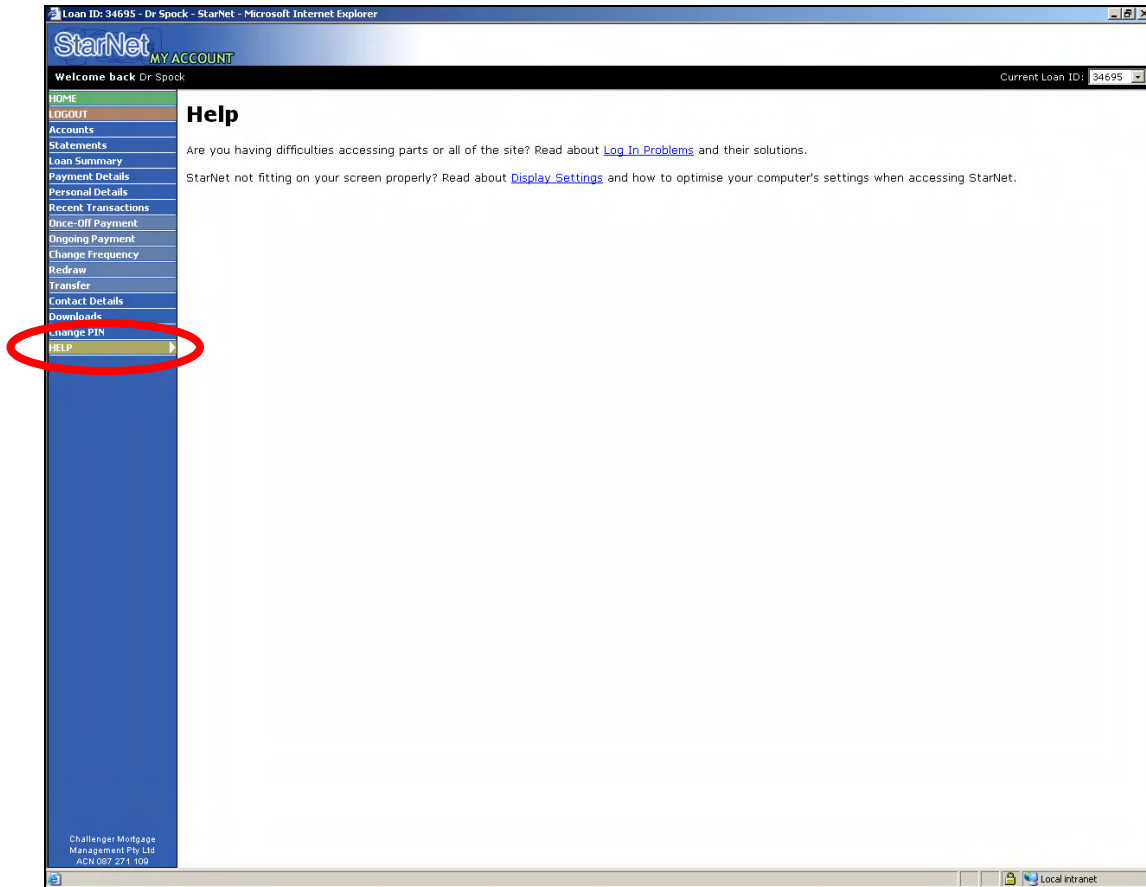 Loan ID: 34695 - Dr Spock - StarNet - Microsoft Internet Explorer
StarNet MY ACCOUNT
Welcome back Dr Spock
Current Loan ID: 34695
HOME
LOGOUT
Accounts
Statements
Loan Summary
Payment Details
Personal Details
Recent Transactions
Once-Off Payment
Ongoing Payment
Change Frequency
Redraw
Transfer
Contact Details
Downloads
Change PIN
HELP
Help
Are you having difficulties accessing parts or all of the site? Read about Log In Problems and their solutions.
StarNet not fitting on your screen properly? Read about Display Settings and how to optimise your computer's settings when accessing StarNet.
Challenger Mortgage
Management Pty Ltd
ACN 087 271 109
Local intranet